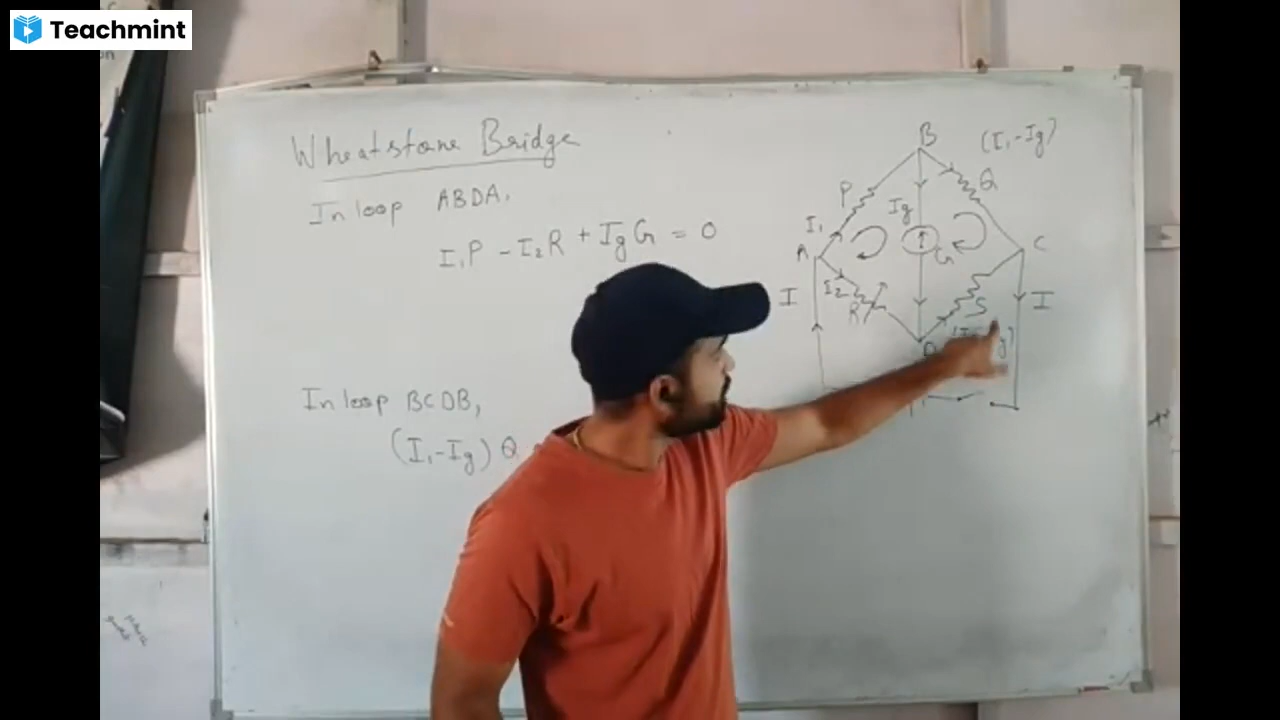 Teachmint
Wheatstone Bridge
In loop ABDA,
I₁P - I₂R + IgG = 0
In loop BCDB,
(I₁-Ig) Q
B
(I₁-Ig)
P
Q
Ig
I₁
A
G
C
I₂
I
R
S
I
D